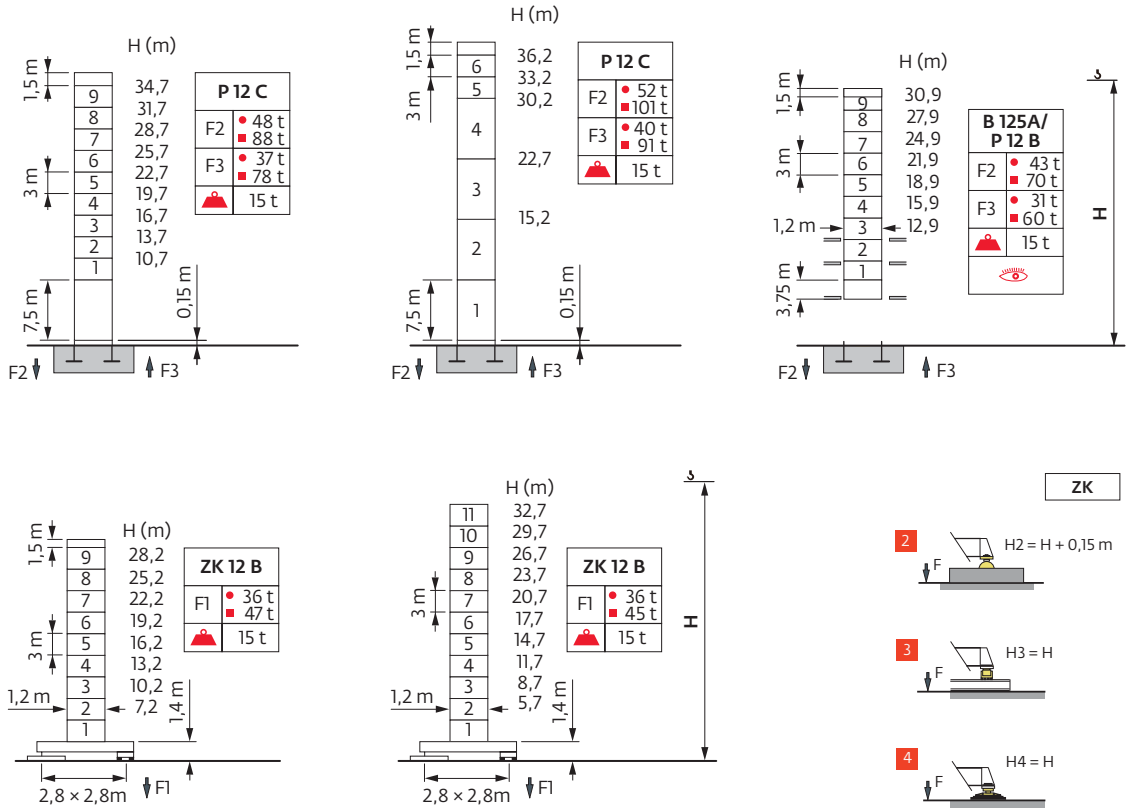 H (m)
1,5 m
3 m
7,5 m
9
8
7
6
5
4
3
2
1
34,7
31,7
28,7
25,7
22,7
19,7
16,7
13,7
10,7
0,15 m
P 12 C
F2 ● 48 t
■ 88 t
F3 ● 37 t
■ 78 t
15 t
F2
F3
H (m)
1,5 m
3 m
7,5 m
6
5
4
3
2
1
36,2
33,2
30,2
22,7
15,2
0,15 m
P 12 C
F2 ● 52 t
■ 101 t
F3 ● 40 t
■ 91 t
15 t
F2
F3
H (m)
1,5 m
3 m
1,2 m
3,75 m
9
8
7
6
5
4
3
2
1
30,9
27,9
24,9
21,9
18,9
15,9
12,9
B 125A/
P 12 B
F2 ● 43 t
■ 70 t
F3 ● 31 t
■ 60 t
15 t
H
F2
F3
H (m)
1,5 m
3 m
1,2 m
9
8
7
6
5
4
3
2
1
28,2
25,2
22,2
19,2
16,2
13,2
10,2
7,2
1,4 m
ZK 12 B
F1 ● 36 t
■ 47 t
15 t
2,8 × 2,8m
F1
H (m)
3 m
1,2 m
11
10
9
8
7
6
5
4
3
2
1
32,7
29,7
26,7
23,7
20,7
17,7
14,7
11,7
8,7
5,7
1,4 m
ZK 12 B
F1 ● 36 t
■ 45 t
15 t
H
2,8 × 2,8m
F1
ZK
2
F
H2 = H + 0,15 m
3
F
H3 = H
4
F
H4 = H